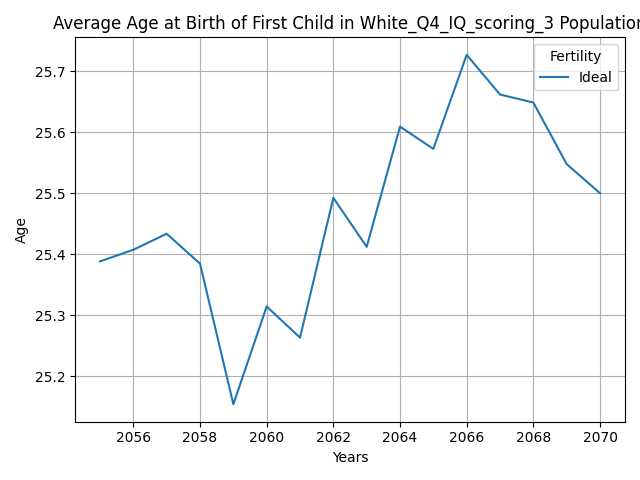 Average Age at Birth of First Child in White_Q4_IQ_scoring_3 Population
Fertility
Ideal
25.7
25.6
25.5
25.4
25.3
25.2
Age
2056 2058 2060 2062 2064 2066 2068 2070
Years